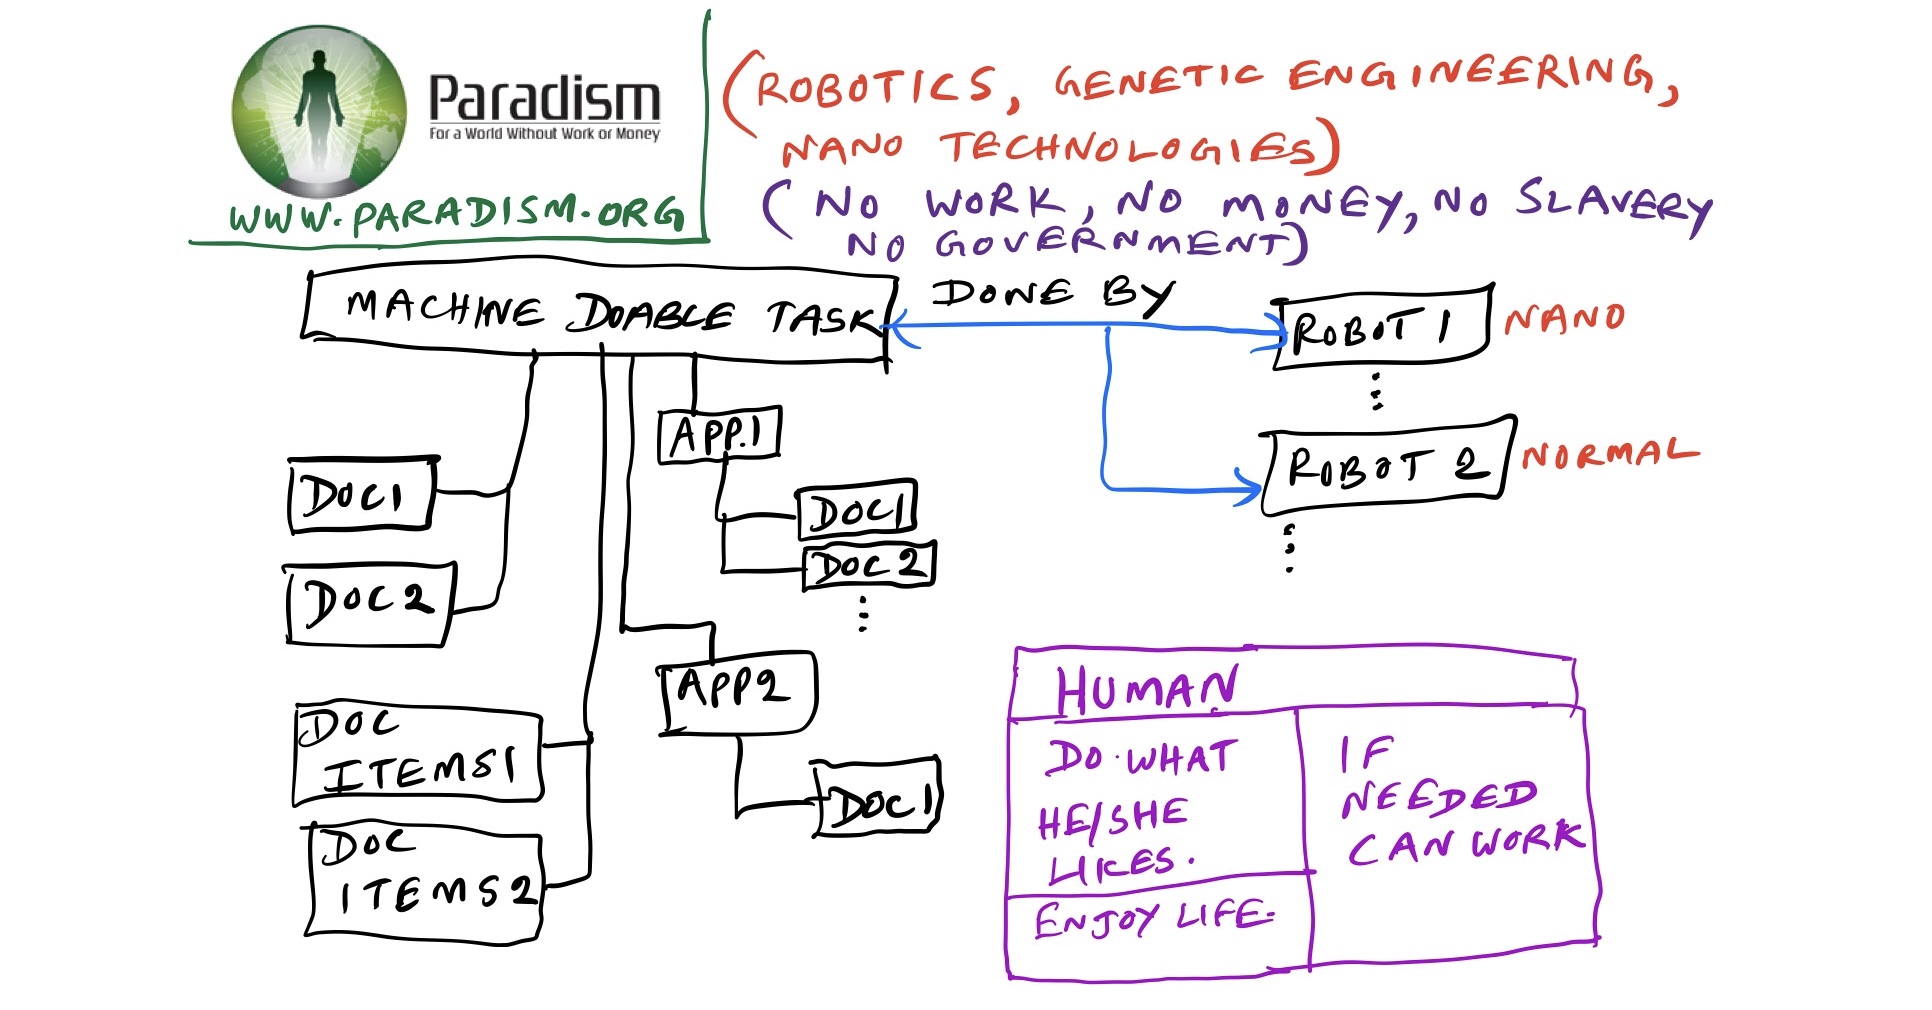 Paradism
For a World Without Work or Money
WWW.PARADISM.ORG
(ROBOTICS, GENETIC ENGINEERING,
NANO TECHNOLOGIES)
(NO WORK, NO MONEY, NO SLAVERY
NO GOVERNMENT)
MACHINE DOABLE TASK
DONE BY
ROBOT 1
NANO
ROBOT 2
NORMAL
APP.1
DOC1
DOC2
DOC1
DOC 2
APP2
DOC 1
DOC
ITEMS1
DOC
ITEMS2
HUMAN
DO.WHAT
HE/SHE
LIKES.
ENJOY LIFE.
IF
NEEDED
CAN WORK